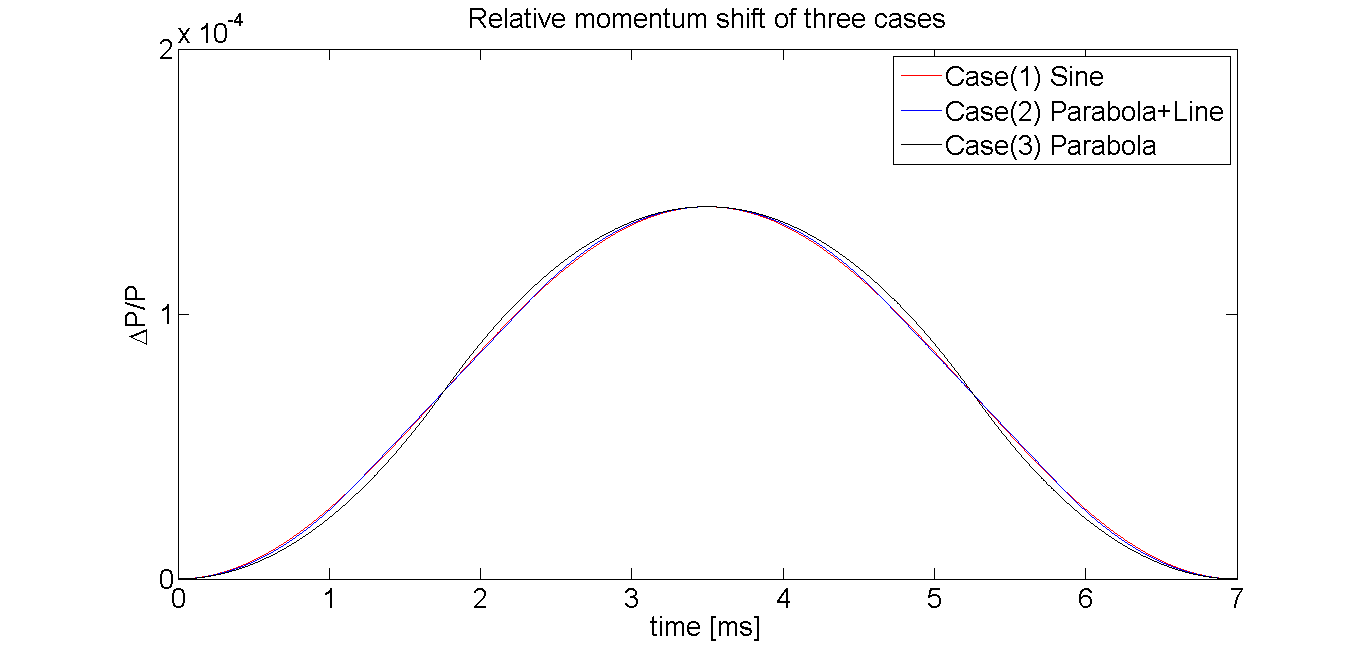 Relative momentum shift of three cases
x 10-4
2
1
0
ΔP/P
Case(1) Sine
Case(2) Parabola+Line
Case(3) Parabola
0 1 2 3 4 5 6 7
time [ms]